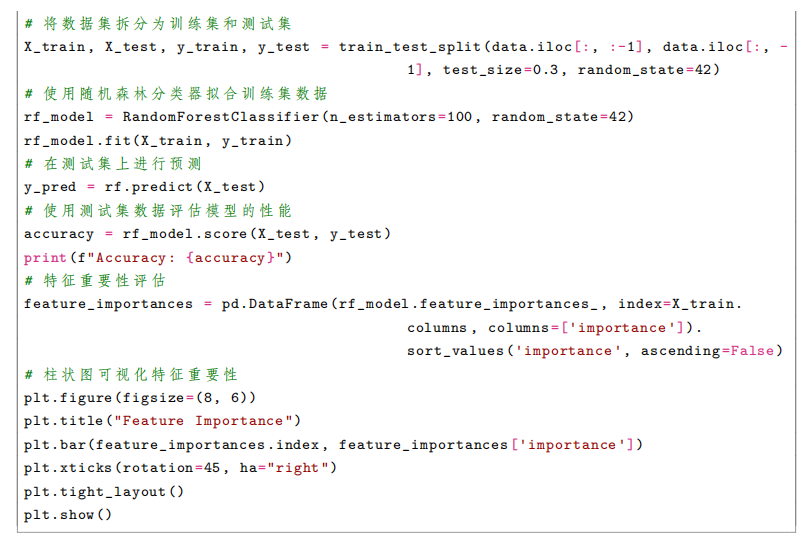 # 将数据集拆分为训练集和测试集
X_train, X_test, y_train, y_test = train_test_split(data.iloc[:, :-1], data.iloc[:, -
1], test_size=0.3, random_state=42)
# 使用随机森林分类器拟合训练集数据
rf_model = RandomForestClassifier(n_estimators=100, random_state=42)
rf_model.fit(X_train, y_train)
# 在测试集上进行预测
y_pred = rf.predict(X_test)
# 使用测试集数据评估模型的性能
accuracy = rf_model.score(X_test, y_test)
print(f"Accuracy: {accuracy}")
# 特征重要性评估
feature_importances = pd.DataFrame(rf_model.feature_importances_, index=X_train.
columns, columns=['importance']).
sort_values('importance', ascending=False)
# 柱状图可视化特征重要性
plt.figure(figsize=(8, 6))
plt.title("Feature Importance")
plt.bar(feature_importances.index, feature_importances['importance'])
plt.xticks(rotation=45, ha="right")
plt.tight_layout()
plt.show()